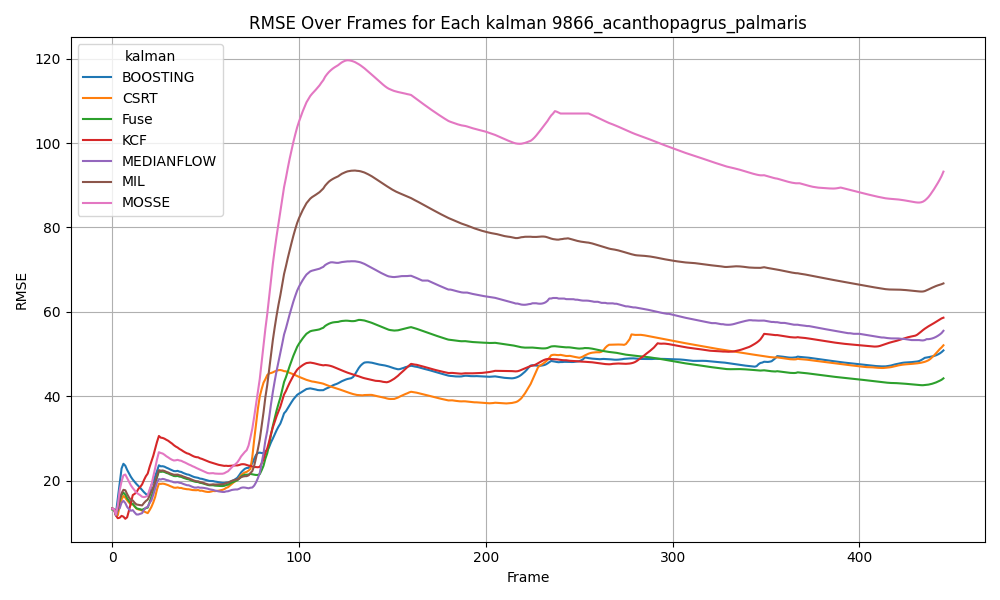 RMSE Over Frames for Each kalman 9866_acanthopagrus_palmaris
kalman
BOOSTING
CSRT
Fuse
KCF
MEDIANFLOW
MIL
MOSSE
RMSE
120
100
80
60
40
20
0 100 200 300 400
Frame